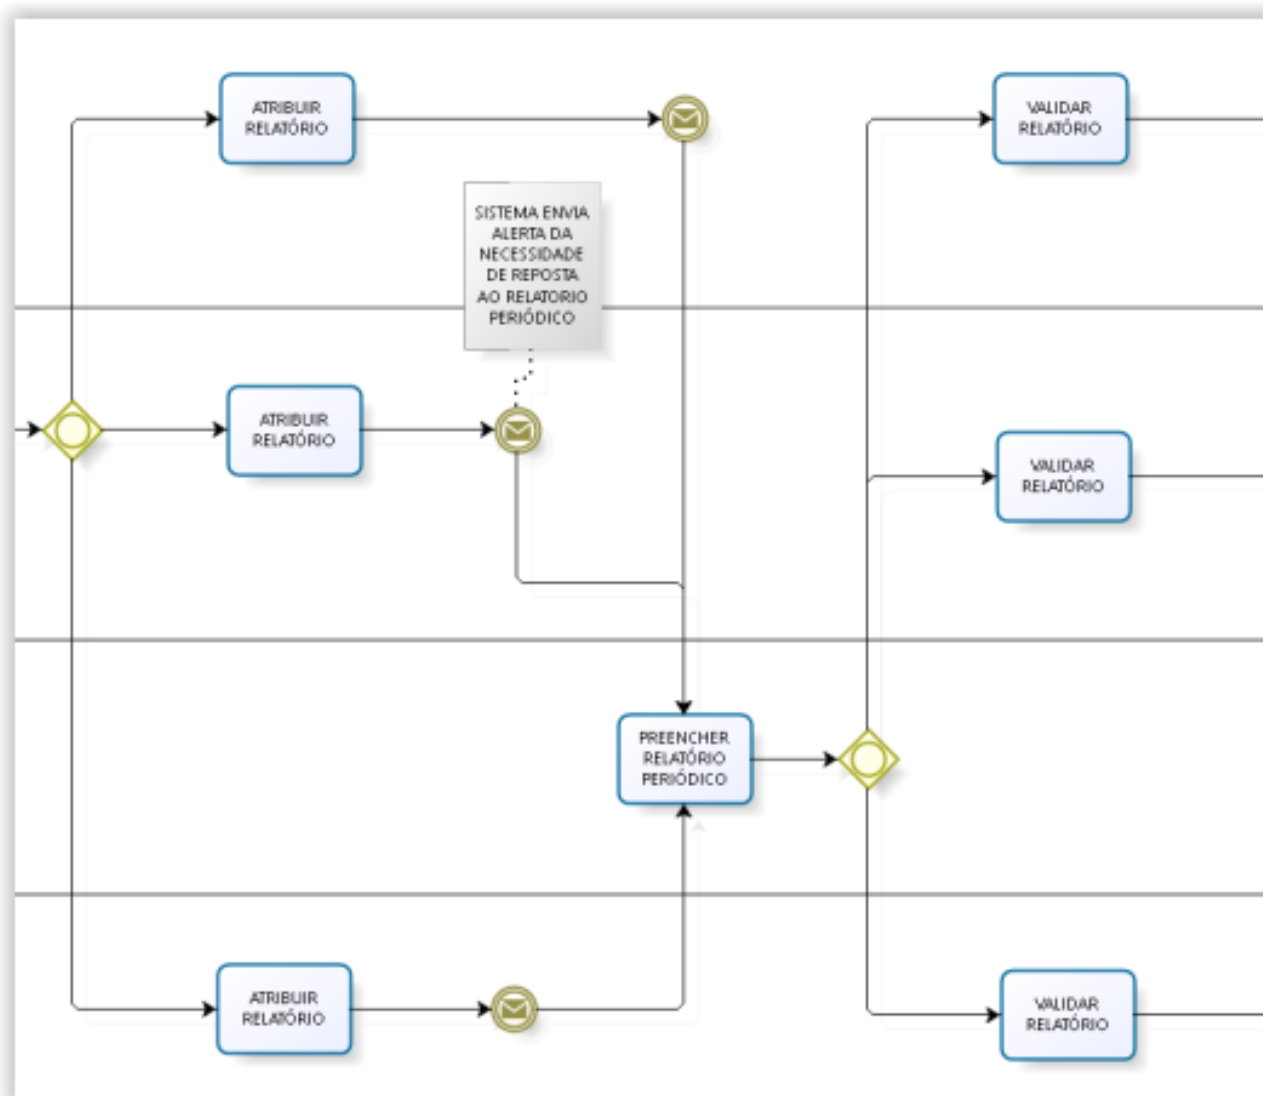 ATRIBUIR
RELATÓRIO
VALIDAR
RELATÓRIO
SISTEMA ENVIA
ALERTA DA
NECESSIDADE
DE REPOSTA
AO RELATORIO
PERIÓDICO
ATRIBUIR
RELATÓRIO
VALIDAR
RELATÓRIO
PREENCHER
RELATÓRIO
PERIÓDICO
ATRIBUIR
RELATÓRIO
VALIDAR
RELATÓRIO